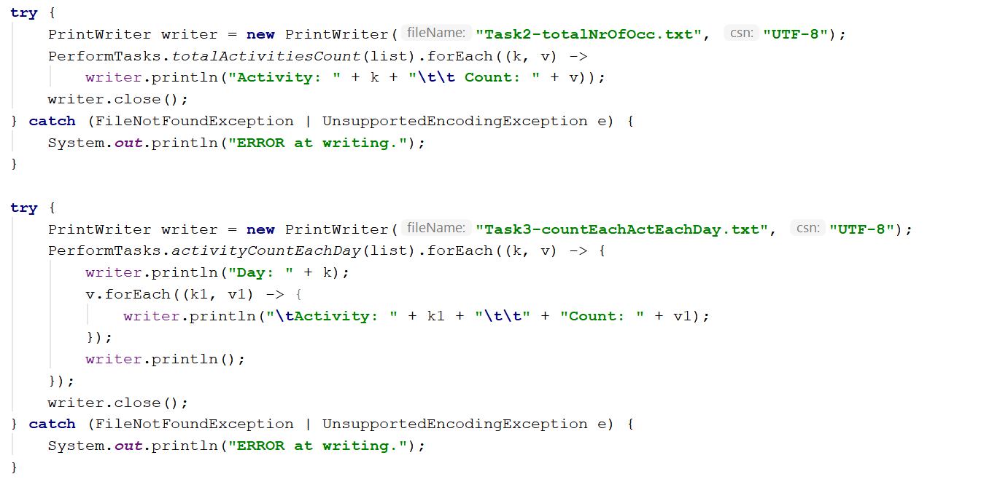 try {
    PrintWriter writer = new PrintWriter( fileName: "Task2-totalNrOfOcc.txt", csn: "UTF-8");
    PerformTasks.totalActivitiesCount(list).forEach((k, v) ->
        writer.println("Activity: " + k + "\t\t Count: " + v));
    writer.close();
} catch (FileNotFoundException | UnsupportedEncodingException e) {
    System.out.println("ERROR at writing.");
}

try {
    PrintWriter writer = new PrintWriter( fileName: "Task3-countEachActEachDay.txt", csn: "UTF-8");
    PerformTasks.activityCountEachDay(list).forEach((k, v) -> {
        writer.println("Day: " + k);
        v.forEach((k1, v1) -> {
            writer.println("\tActivity: " + k1 + "\t\t" + "Count: " + v1);
        });
        writer.println();
    });
    writer.close();
} catch (FileNotFoundException | UnsupportedEncodingException e) {
    System.out.println("ERROR at writing.");
}